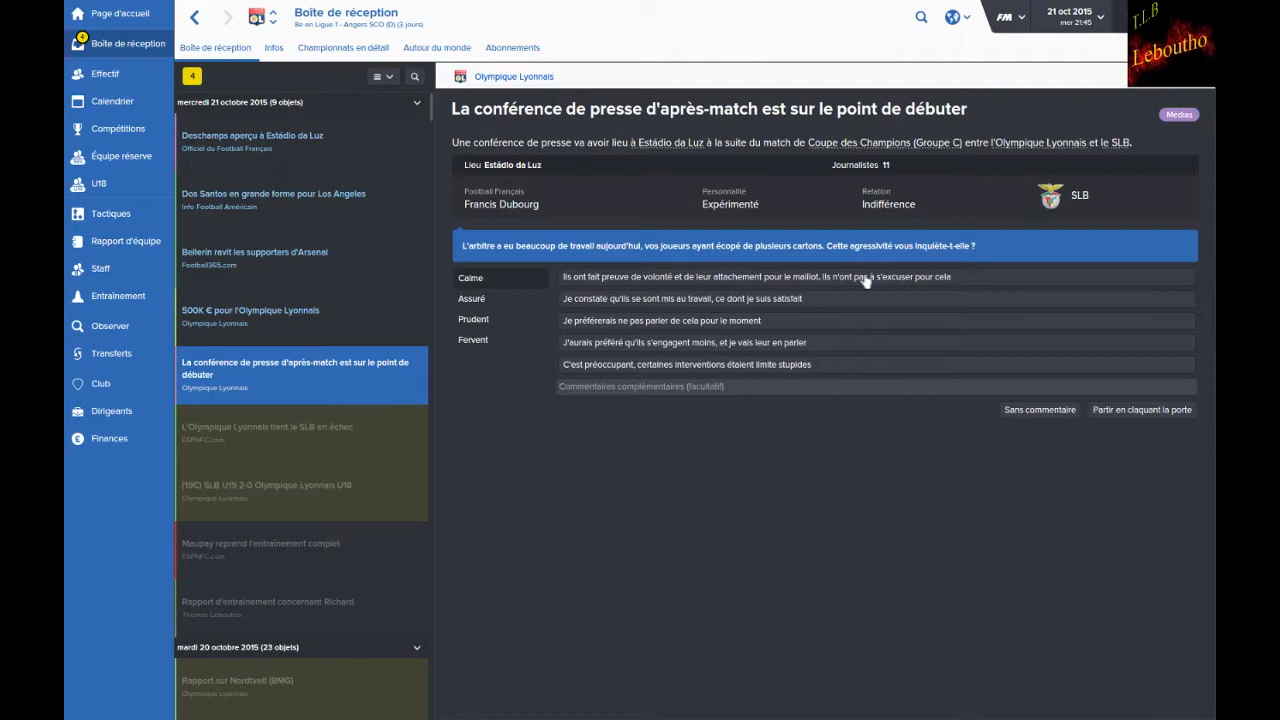 Page d'accueil
4
Boîte de réception
Effectif
Calendrier
Compétitions
Équipe réserve
U18
Tactiques
Rapport d'équipe
Staff
Entraînement
Observer
Transferts
Club
Dirigeants
Finances
Boîte de réception
8e en Ligue 1 - Angers SCO (D) (3 jours)
FM
21 oct 2015
mer 21:45
T.L.B
Leboutho
Boîte de réception
Infos
Championnats en détail
Autour du monde
Abonnements
4
mercredi 21 octobre 2015 (9 objets)
Deschamps aperçu à Estádio da Luz
Officiel du Football Français
Dos Santos en grande forme pour Los Angeles
Info Football Américain
Bellerín ravit les supporters d'Arsenal
Football365.com
500K € pour l'Olympique Lyonnais
Olympique Lyonnais
La conférence de presse d'après-match est sur le point de
débuter
Olympique Lyonnais
L'Olympique Lyonnais tient le SLB en échec
ESPNFC.com
(19C) SLB U19 2-0 Olympique Lyonnais U18
Olympique Lyonnais
Maupay reprend l'entraînement complet
ESPNFC.com
Rapport d'entraînement concernant Richard
Thomas Leboutho
mardi 20 octobre 2015 (23 objets)
Rapport sur Nordtveit (BMG)
Olympique Lyonnais
Olympique Lyonnais
La conférence de presse d'après-match est sur le point de débuter
Médias
Une conférence de presse va avoir lieu à Estádio da Luz à la suite du match de Coupe des Champions (Groupe C) entre l'Olympique Lyonnais et le SLB.
Lieu Estádio da Luz
Journalistes 11
Football Français
Francis Dubourg
Personnalité
Expérimenté
Relation
Indifférence
SLB
L'arbitre a eu beaucoup de travail aujourd'hui, vos joueurs ayant écopé de plusieurs cartons. Cette agressivité vous inquiète-t-elle ?
Calme
Assuré
Prudent
Fervent
Ils ont fait preuve de volonté et de leur attachement pour le maillot. Ils n'ont pas à s'excuser pour cela
Je constate qu'ils se sont mis au travail, ce dont je suis satisfait
Je préférerais ne pas parler de cela pour le moment
J'aurais préféré qu'ils s'engagent moins, et je vais leur en parler
C'est préoccupant, certaines interventions étaient limite stupides
Commentaires complémentaires (facultatif)
Sans commentaire
Partir en claquant la porte